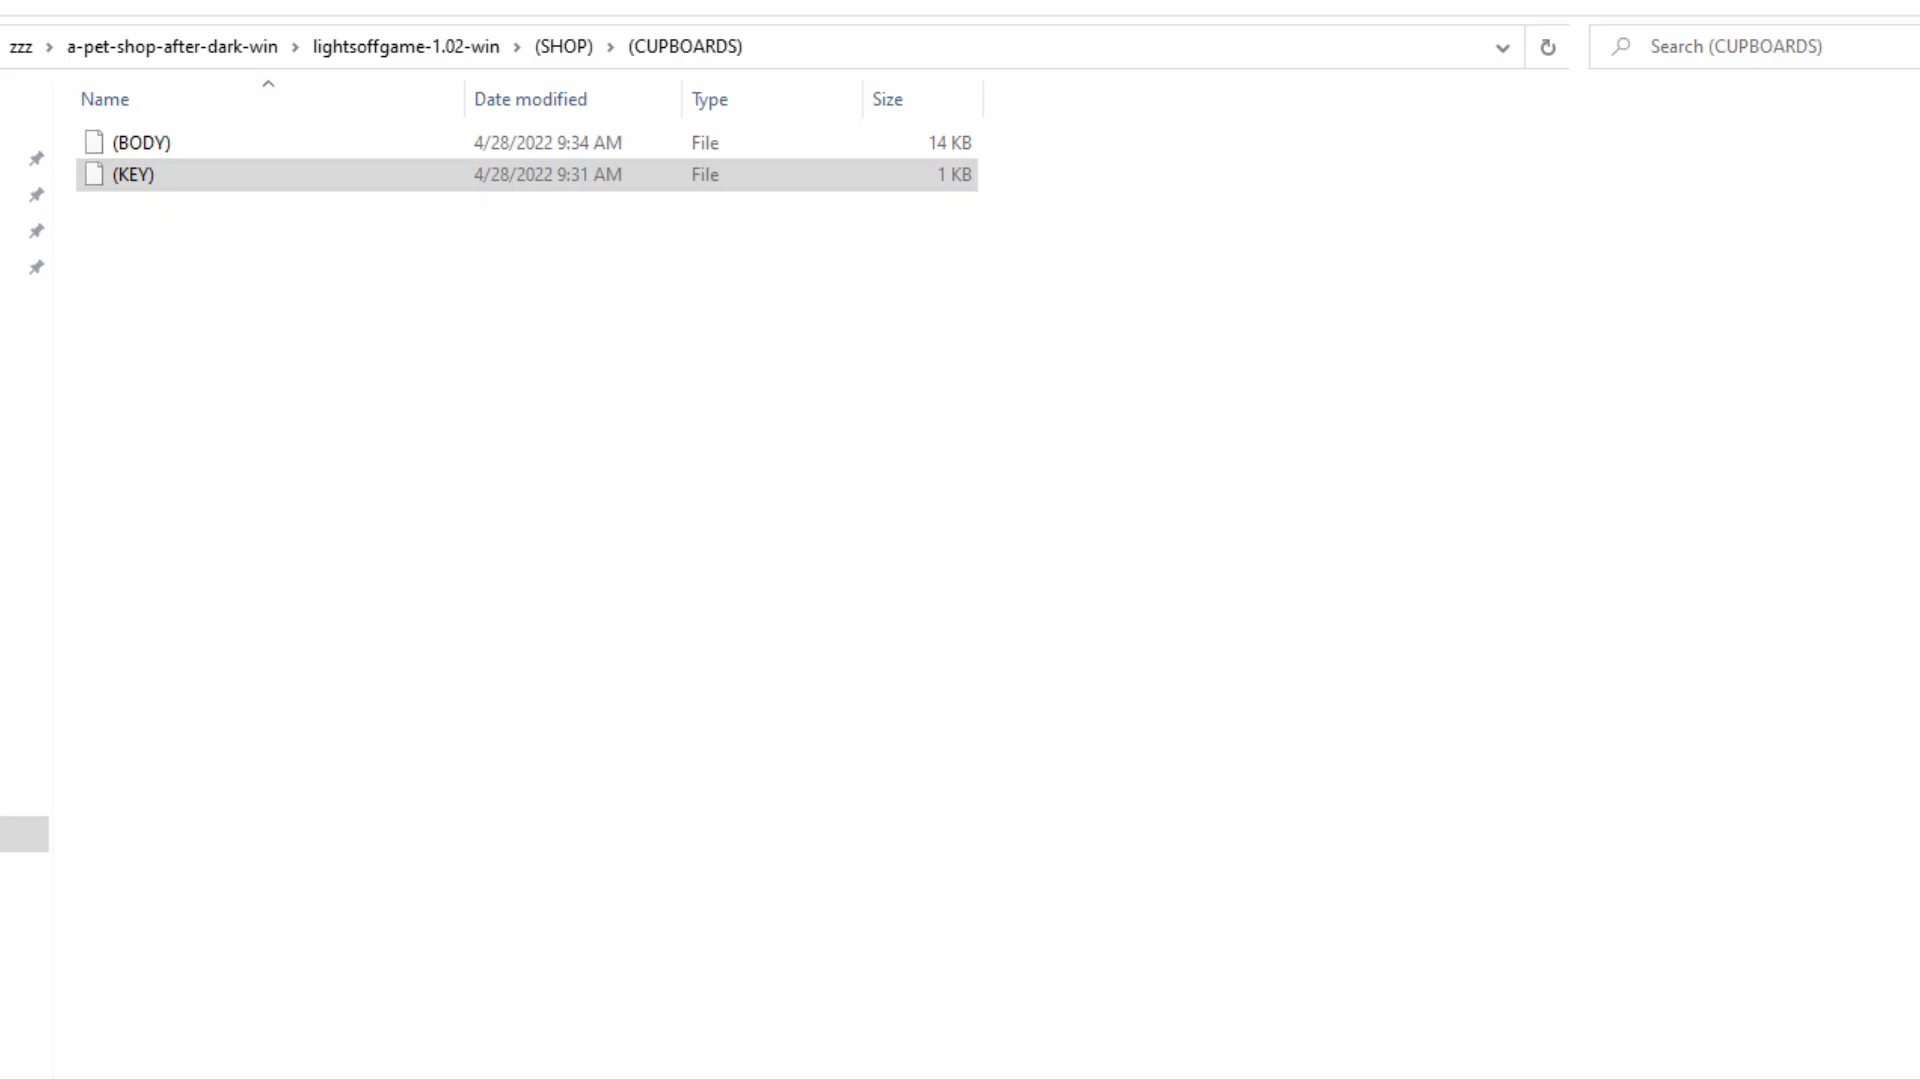 zzz > a-pet-shop-after-dark-win > lightsoffgame-1.02-win > (SHOP) > (CUPBOARDS)
Search (CUPBOARDS)
Name Date modified Type Size
(BODY) 4/28/2022 9:34 AM File 14 KB
(KEY) 4/28/2022 9:31 AM File 1 KB